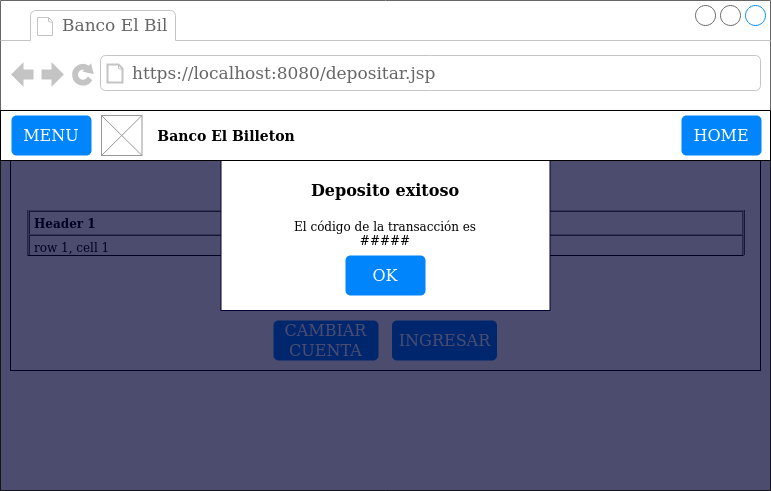 Banco El Bil
https://localhost:8080/depositar.jsp
MENU
Banco El Billeton
HOME
Deposito exitoso
El código de la transacción es
#####
OK
Header 1
row 1, cell 1
CAMBIAR
CUENTA
INGRESAR